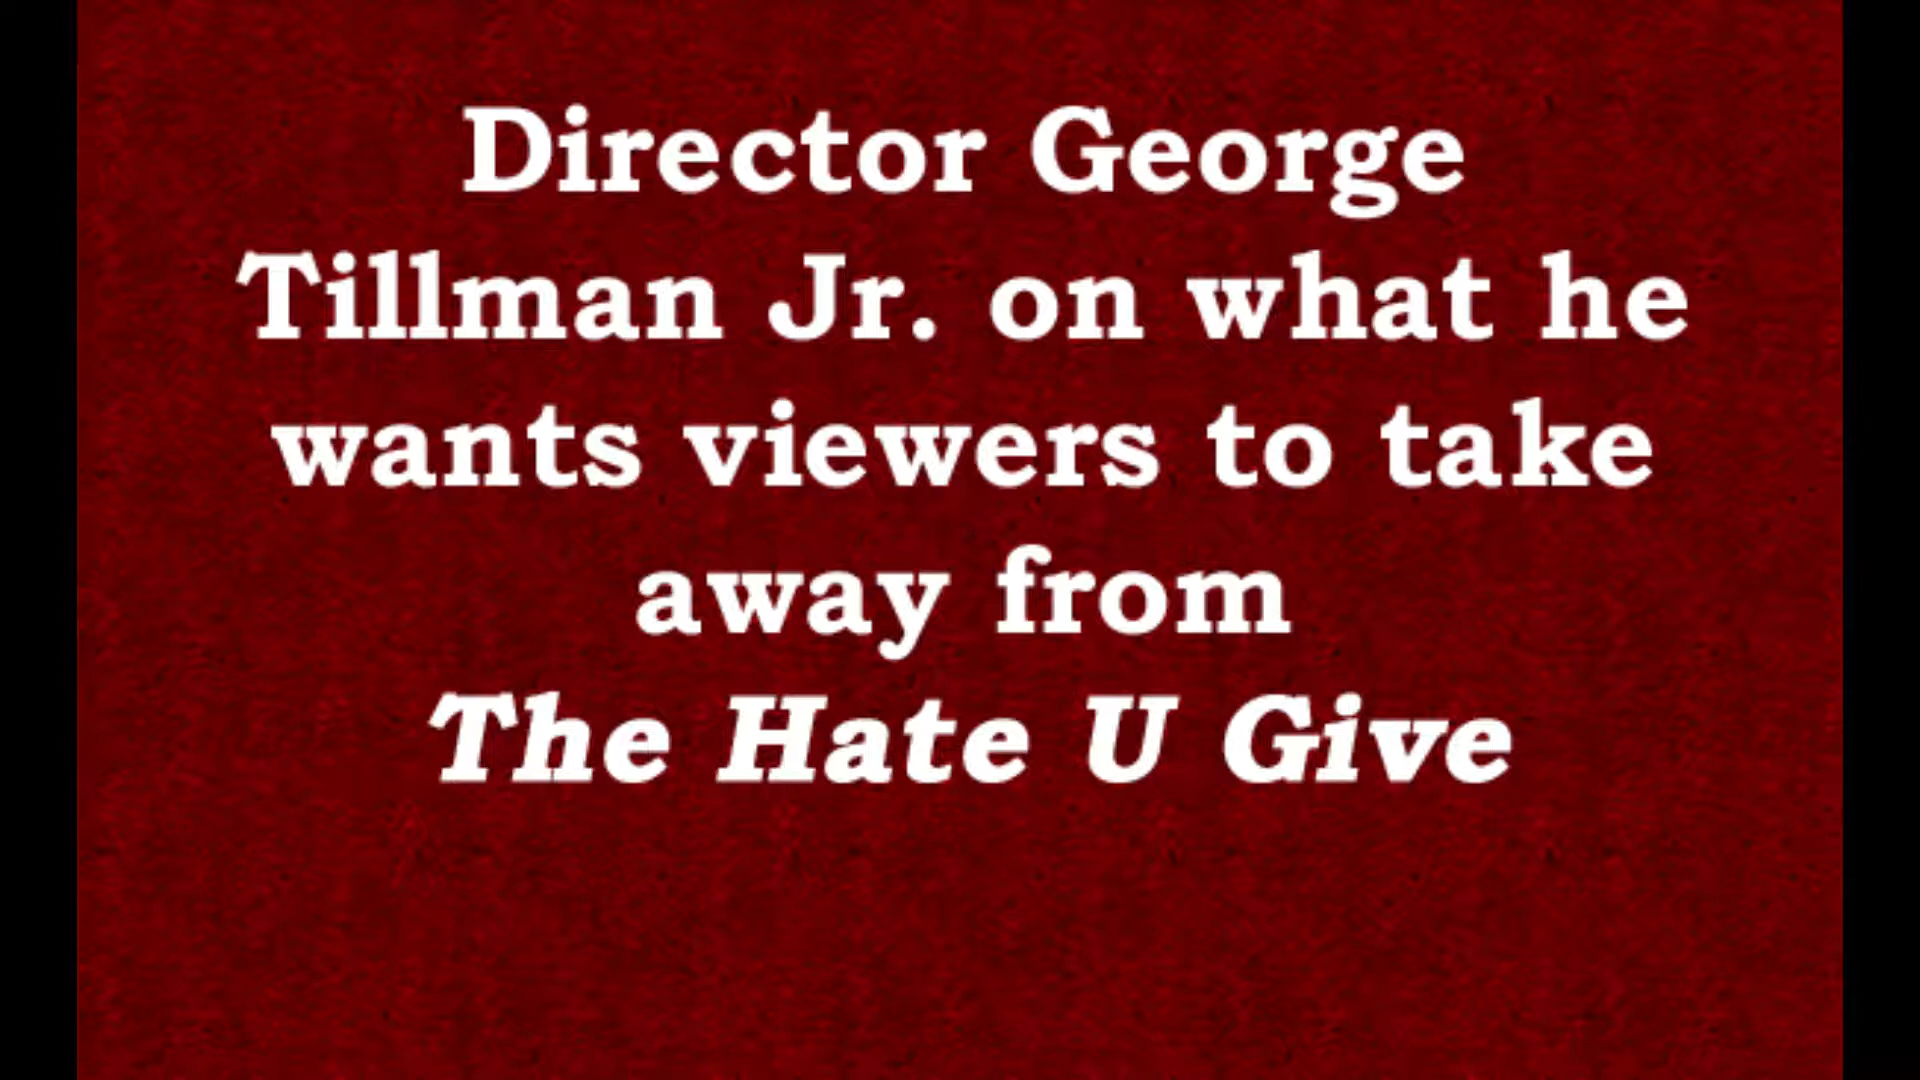 Director George
Tillman Jr. on what he
wants viewers to take
away from
The Hate U Give